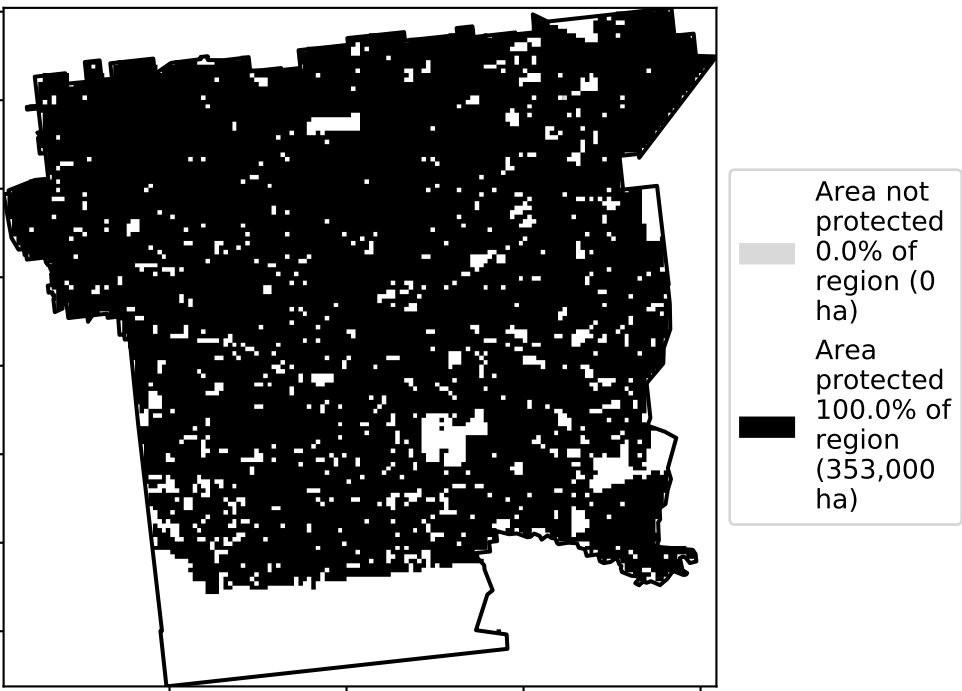 Area not
protected
0.0% of
region (0
ha)
Area
protected
100.0% of
region
(353,000
ha)